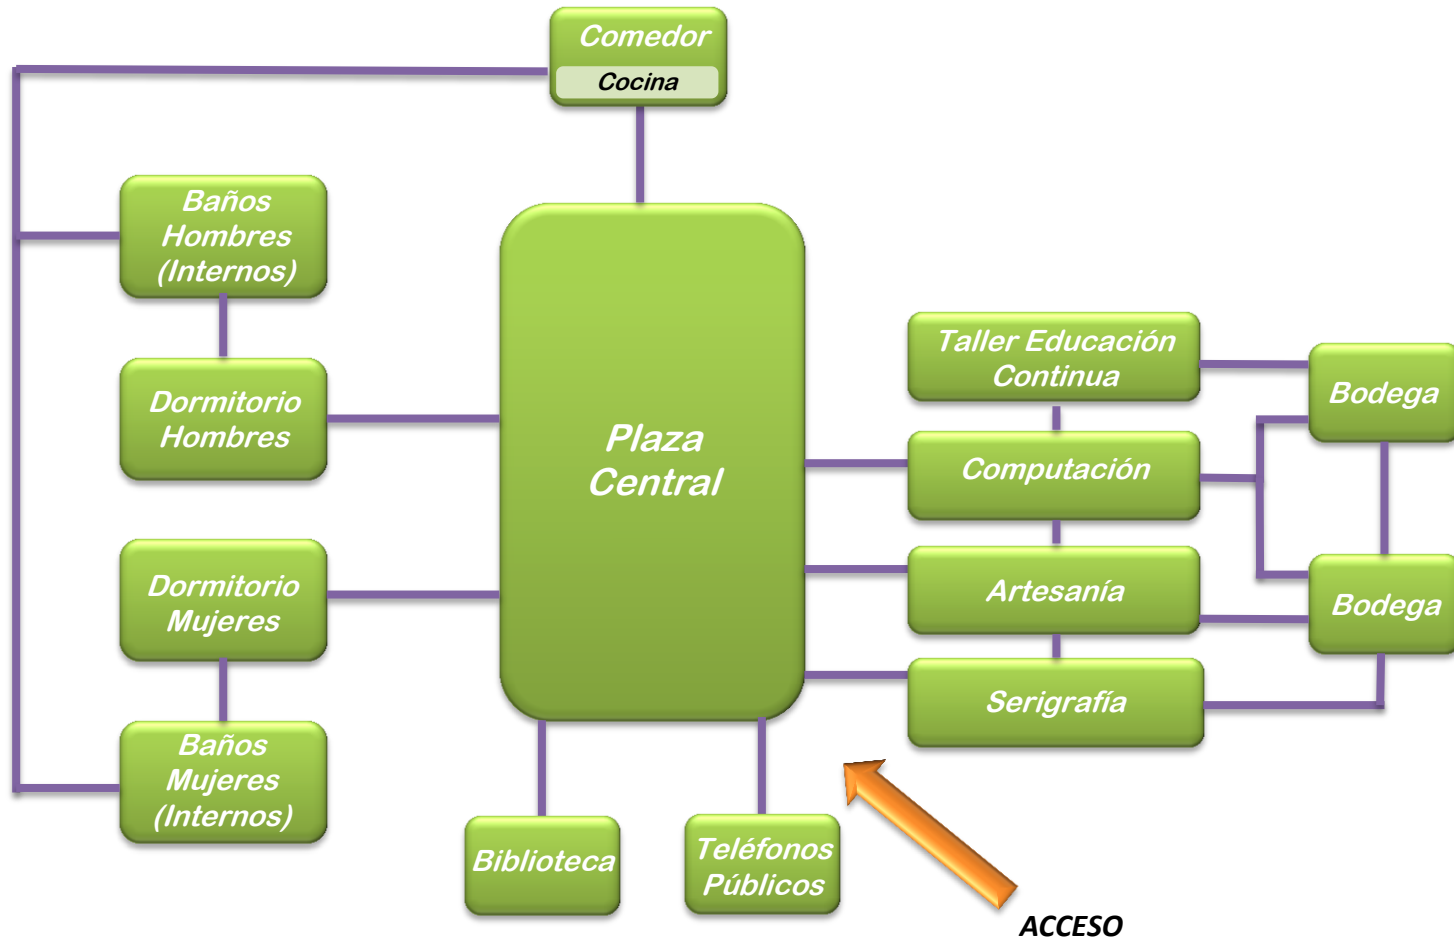 Comedor
Cocina
Baños
Hombres
(Internos)
Dormitorio
Hombres
Dormitorio
Mujeres
Baños
Mujeres
(Internos)
Plaza
Central
Taller Educación
Continua
Computación
Artesanía
Serigrafía
Bodega
Bodega
Biblioteca
Teléfonos
Públicos
ACCESO